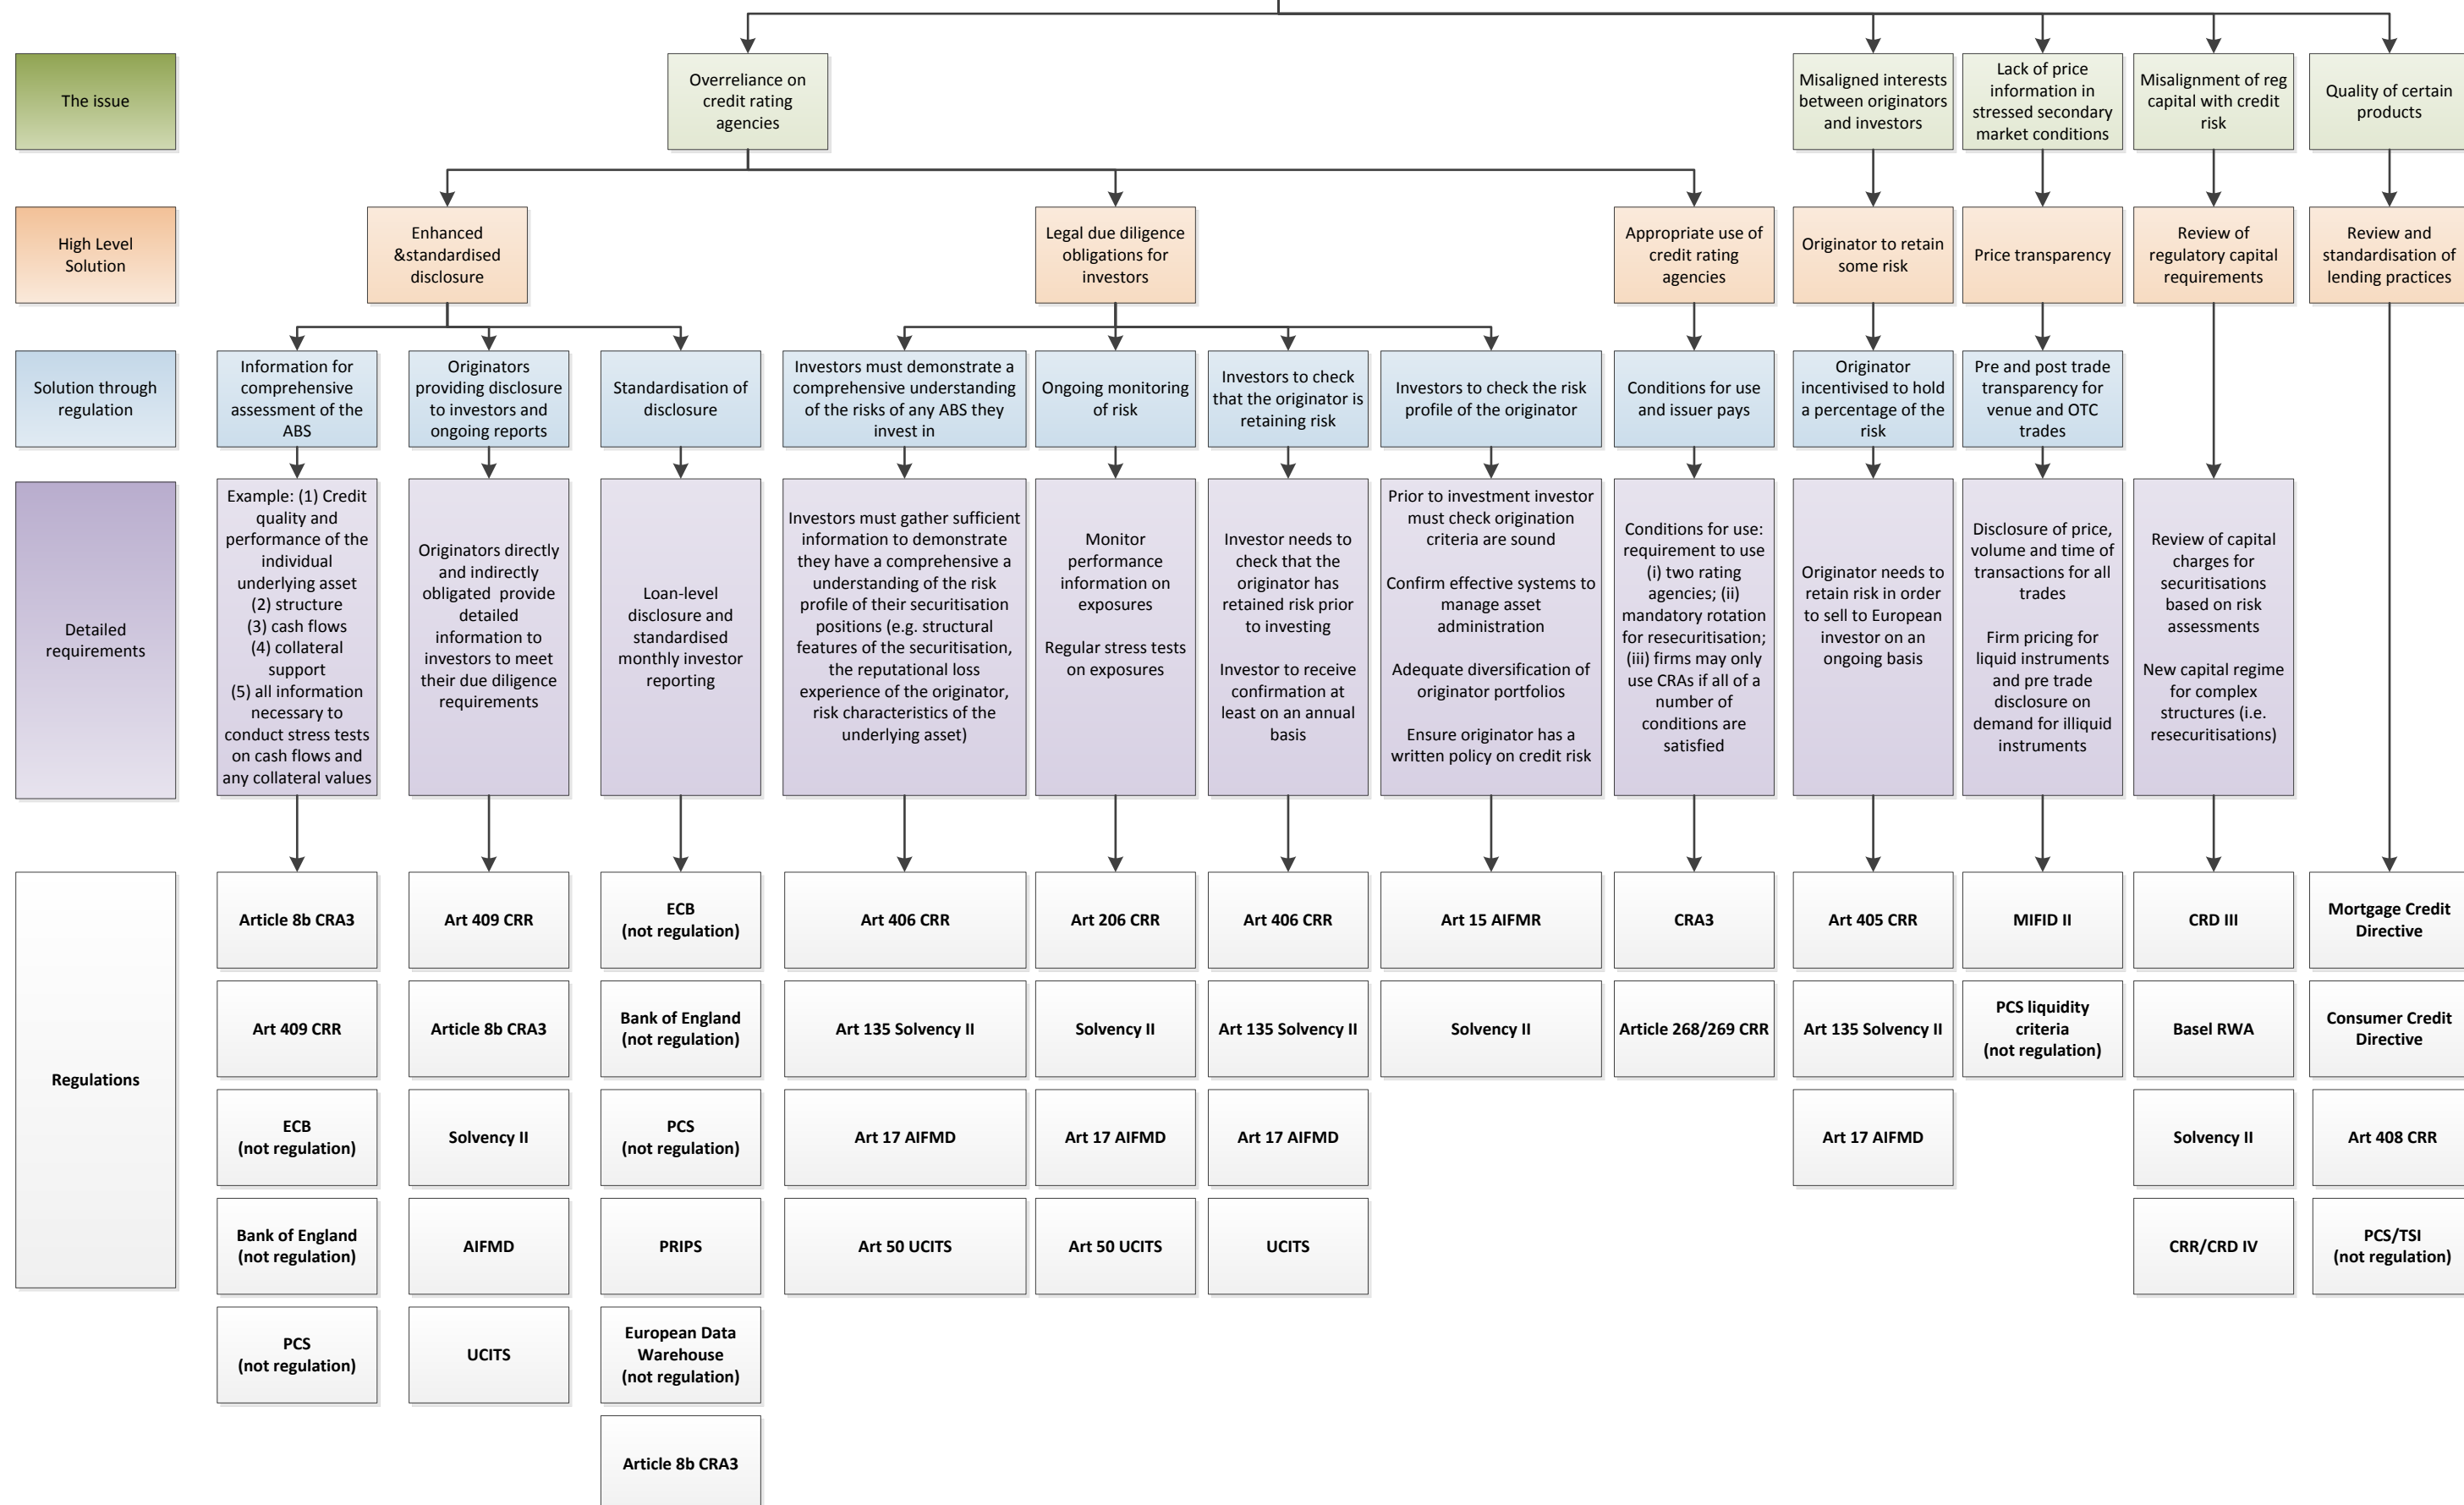 The issue
Overreliance on
credit rating
agencies
Misaligned interests
between originators
and investors
Lack of price
information in
stressed secondary
market conditions
Misalignment of reg
capital with credit
risk
Quality of certain
products
High Level
Solution
Enhanced
&standardised
disclosure
Legal due diligence
obligations for
investors
Appropriate use of
credit rating
agencies
Originator to retain
some risk
Price transparency
Review of
regulatory capital
requirements
Review and
standardisation of
lending practices
Solution through
regulation
Information for
comprehensive
assessment of the
ABS
Originators
providing disclosure
to investors and
ongoing reports
Standardisation of
disclosure
Investors must demonstrate a
comprehensive understanding
of the risks of any ABS they
invest in
Ongoing monitoring
of risk
Investors to check
that the originator is
retaining risk
Investors to check the risk
profile of the originator
Conditions for use
and issuer pays
Originator
incentivised to hold
a percentage of the
risk
Pre and post trade
transparency for
venue and OTC
trades
Detailed
requirements
Example: (1) Credit
quality and
performance of the
individual
underlying asset
(2) structure
(3) cash flows
(4) collateral
support
(5) all information
necessary to
conduct stress tests
on cash flows and
any collateral values
Originators directly
and indirectly
obligated  provide
detailed
information to
investors to meet
their due diligence
requirements
Loan-level
disclosure and
standardised
monthly investor
reporting
Investors must gather sufficient
information to demonstrate
they have a comprehensive a
understanding of the risk
profile of their securitisation
positions (e.g. structural
features of the securitisation,
the reputational loss
experience of the originator,
risk characteristics of the
underlying asset)
Monitor
performance
information on
exposures
Regular stress tests
on exposures
Investor needs to
check that the
originator has
retained risk prior
to investing
Investor to receive
confirmation at
least on an annual
basis
Prior to investment investor
must check origination
criteria are sound
Confirm effective systems to
manage asset
administration
Adequate diversification of
originator portfolios
Ensure originator has a
written policy on credit risk
Conditions for use:
requirement to use
(i) two rating
agencies; (ii)
mandatory rotation
for resecuritisation;
(iii) firms may only
use CRAs if all of a
number of
conditions are
satisfied
Originator needs to
retain risk in order
to sell to European
investor on an
ongoing basis
Disclosure of price,
volume and time of
transactions for all
trades
Firm pricing for
liquid instruments
and pre trade
disclosure on
demand for illiquid
instruments
Review of capital
charges for
securitisations
based on risk
assessments
New capital regime
for complex
structures (i.e.
resecuritisations)
Regulations
Article 8b CRA3
Art 409 CRR
ECB
(not regulation)
Art 406 CRR
Art 206 CRR
Art 406 CRR
Art 15 AIFMR
CRA3
Art 405 CRR
MIFID II
CRD III
Mortgage Credit
Directive
Art 409 CRR
Article 8b CRA3
Bank of England
(not regulation)
Art 135 Solvency II
Solvency II
Art 135 Solvency II
Solvency II
Article 268/269 CRR
Art 135 Solvency II
PCS liquidity
criteria
(not regulation)
Basel RWA
Consumer Credit
Directive
ECB
(not regulation)
Solvency II
PCS
(not regulation)
Art 17 AIFMD
Art 17 AIFMD
Art 17 AIFMD
Art 17 AIFMD
Solvency II
Art 408 CRR
Bank of England
(not regulation)
AIFMD
PRIPS
Art 50 UCITS
Art 50 UCITS
UCITS
CRR/CRD IV
PCS/TSI
(not regulation)
PCS
(not regulation)
UCITS
European Data
Warehouse
(not regulation)
Article 8b CRA3